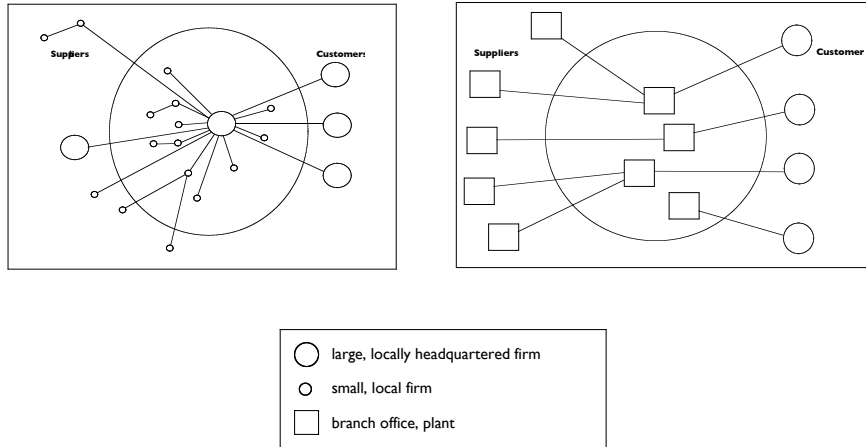 Suppliers
Customers
Suppliers
Customer
large, locally headquartered firm
small, local firm
branch office, plant